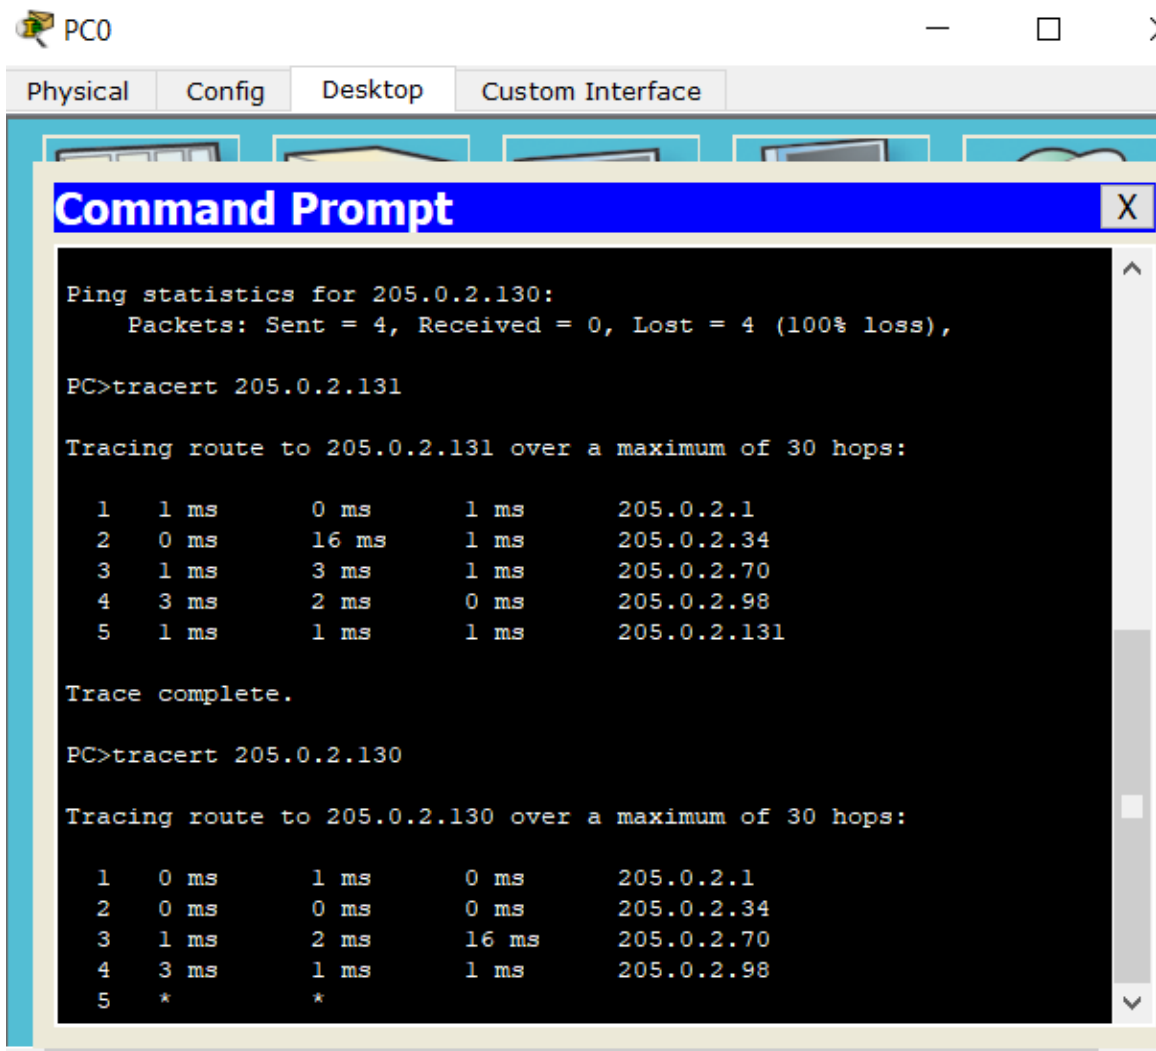 PC0
Physical Config Desktop Custom Interface
Command Prompt X
Ping statistics for 205.0.2.130:
Packets: Sent = 4, Received = 0, Lost = 4 (100% loss),
PC>tracert 205.0.2.131
Tracing route to 205.0.2.131 over a maximum of 30 hops:
1 1 ms 0 ms 1 ms 205.0.2.1
2 0 ms 16 ms 1 ms 205.0.2.34
3 1 ms 3 ms 1 ms 205.0.2.70
4 3 ms 2 ms 0 ms 205.0.2.98
5 1 ms 1 ms 1 ms 205.0.2.131
Trace complete.
PC>tracert 205.0.2.130
Tracing route to 205.0.2.130 over a maximum of 30 hops:
1 0 ms 1 ms 0 ms 205.0.2.1
2 0 ms 0 ms 0 ms 205.0.2.34
3 1 ms 2 ms 16 ms 205.0.2.70
4 3 ms 1 ms 1 ms 205.0.2.98
5 * *